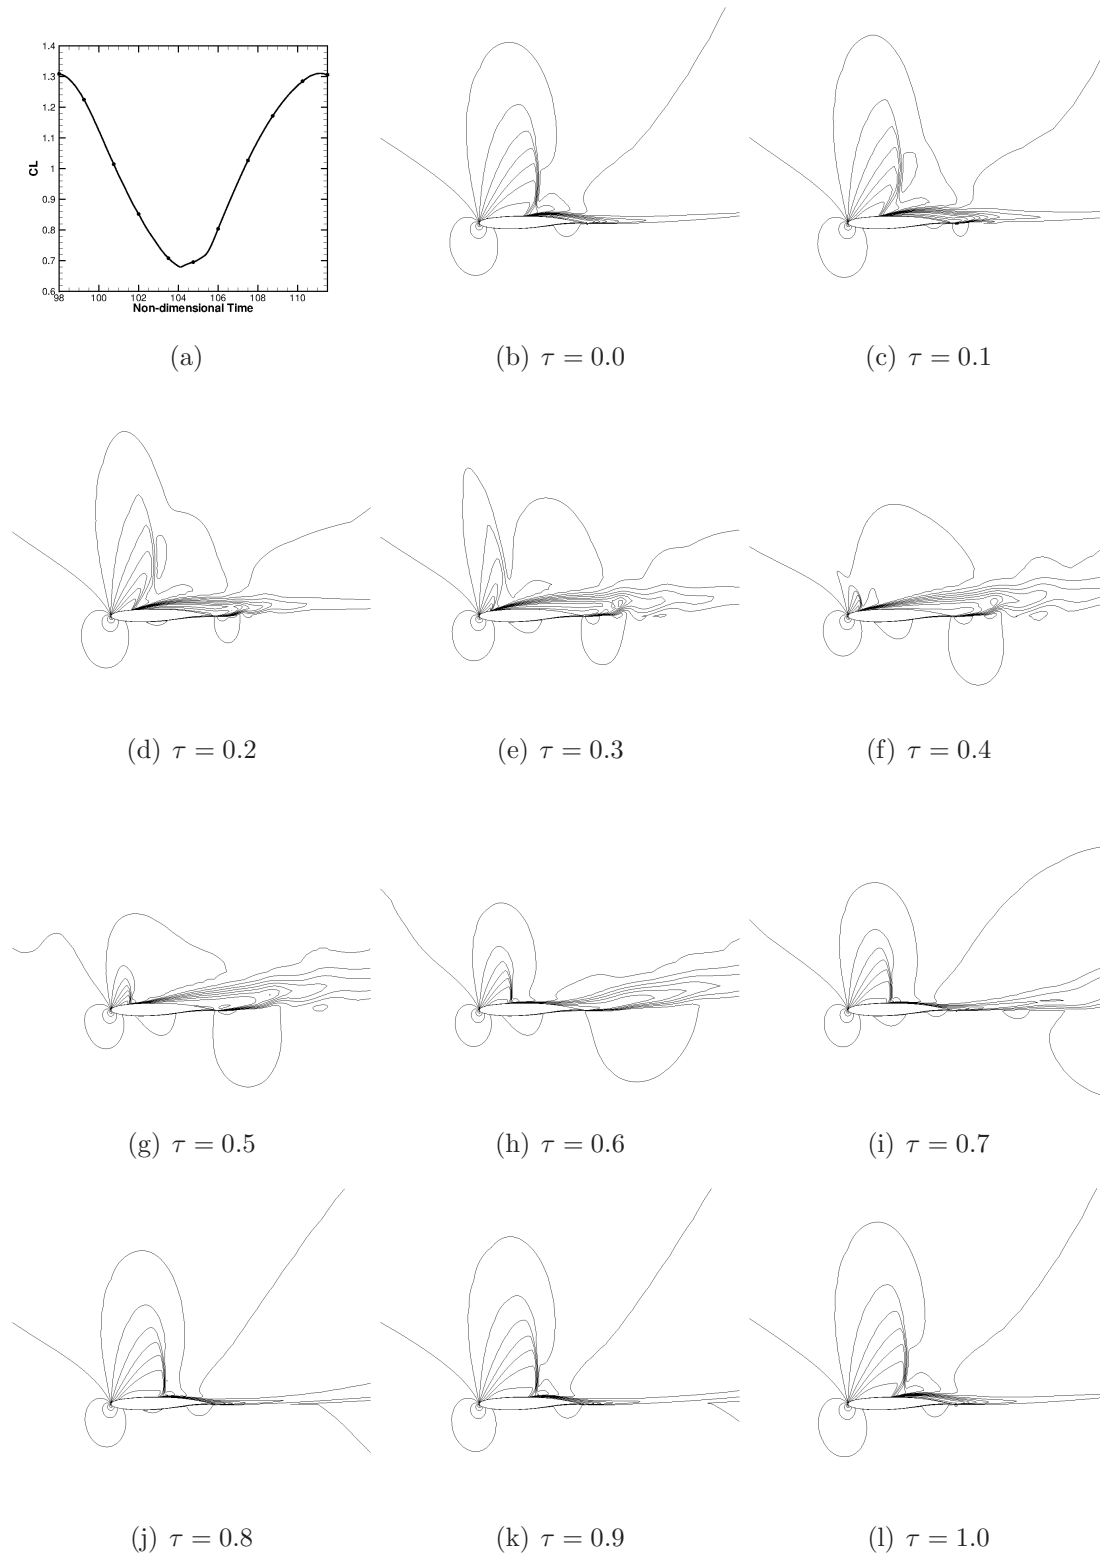 1.4
1.3
1.2
1.1
1
0.9
0.8
0.7
0.6
CL
98 100 102 104 106 108 110
Non-dimensional Time
(a)
(b) τ = 0.0
(c) τ = 0.1
(d) τ = 0.2
(e) τ = 0.3
(f) τ = 0.4
(g) τ = 0.5
(h) τ = 0.6
(i) τ = 0.7
(j) τ = 0.8
(k) τ = 0.9
(l) τ = 1.0